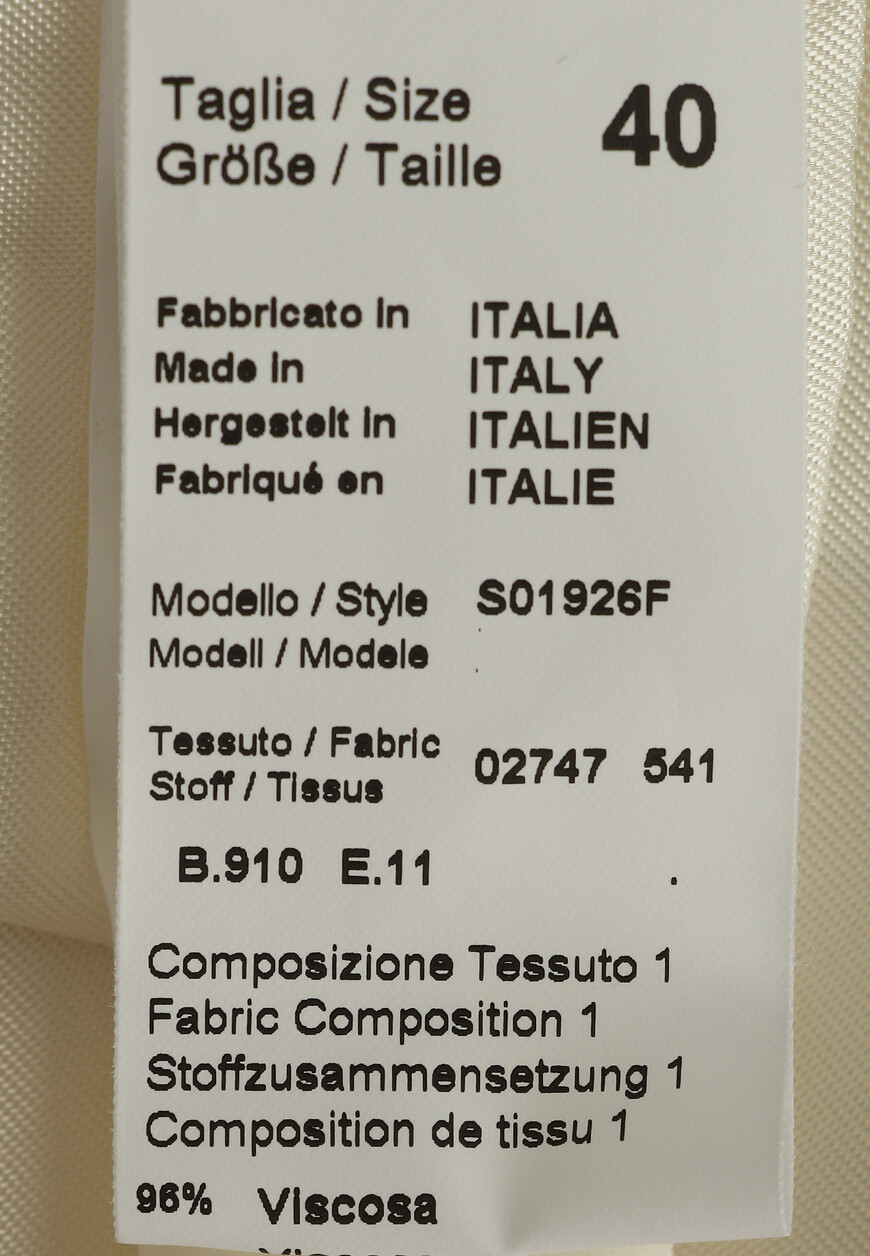 Taglia / Size 40
Größe / Taille
Fabbricato in ITALIA
Made in ITALY
Hergestelt in ITALIEN
Fabriqué en ITALIE
Modello / Style S01926F
Modell / Modele
Tessuto / Fabric 02747 541
Stoff / Tissus
B.910 E.11 .
Composizione Tessuto 1
Fabric Composition 1
Stoffzusammensetzung 1
Composition de tissu 1
96% Viscosa